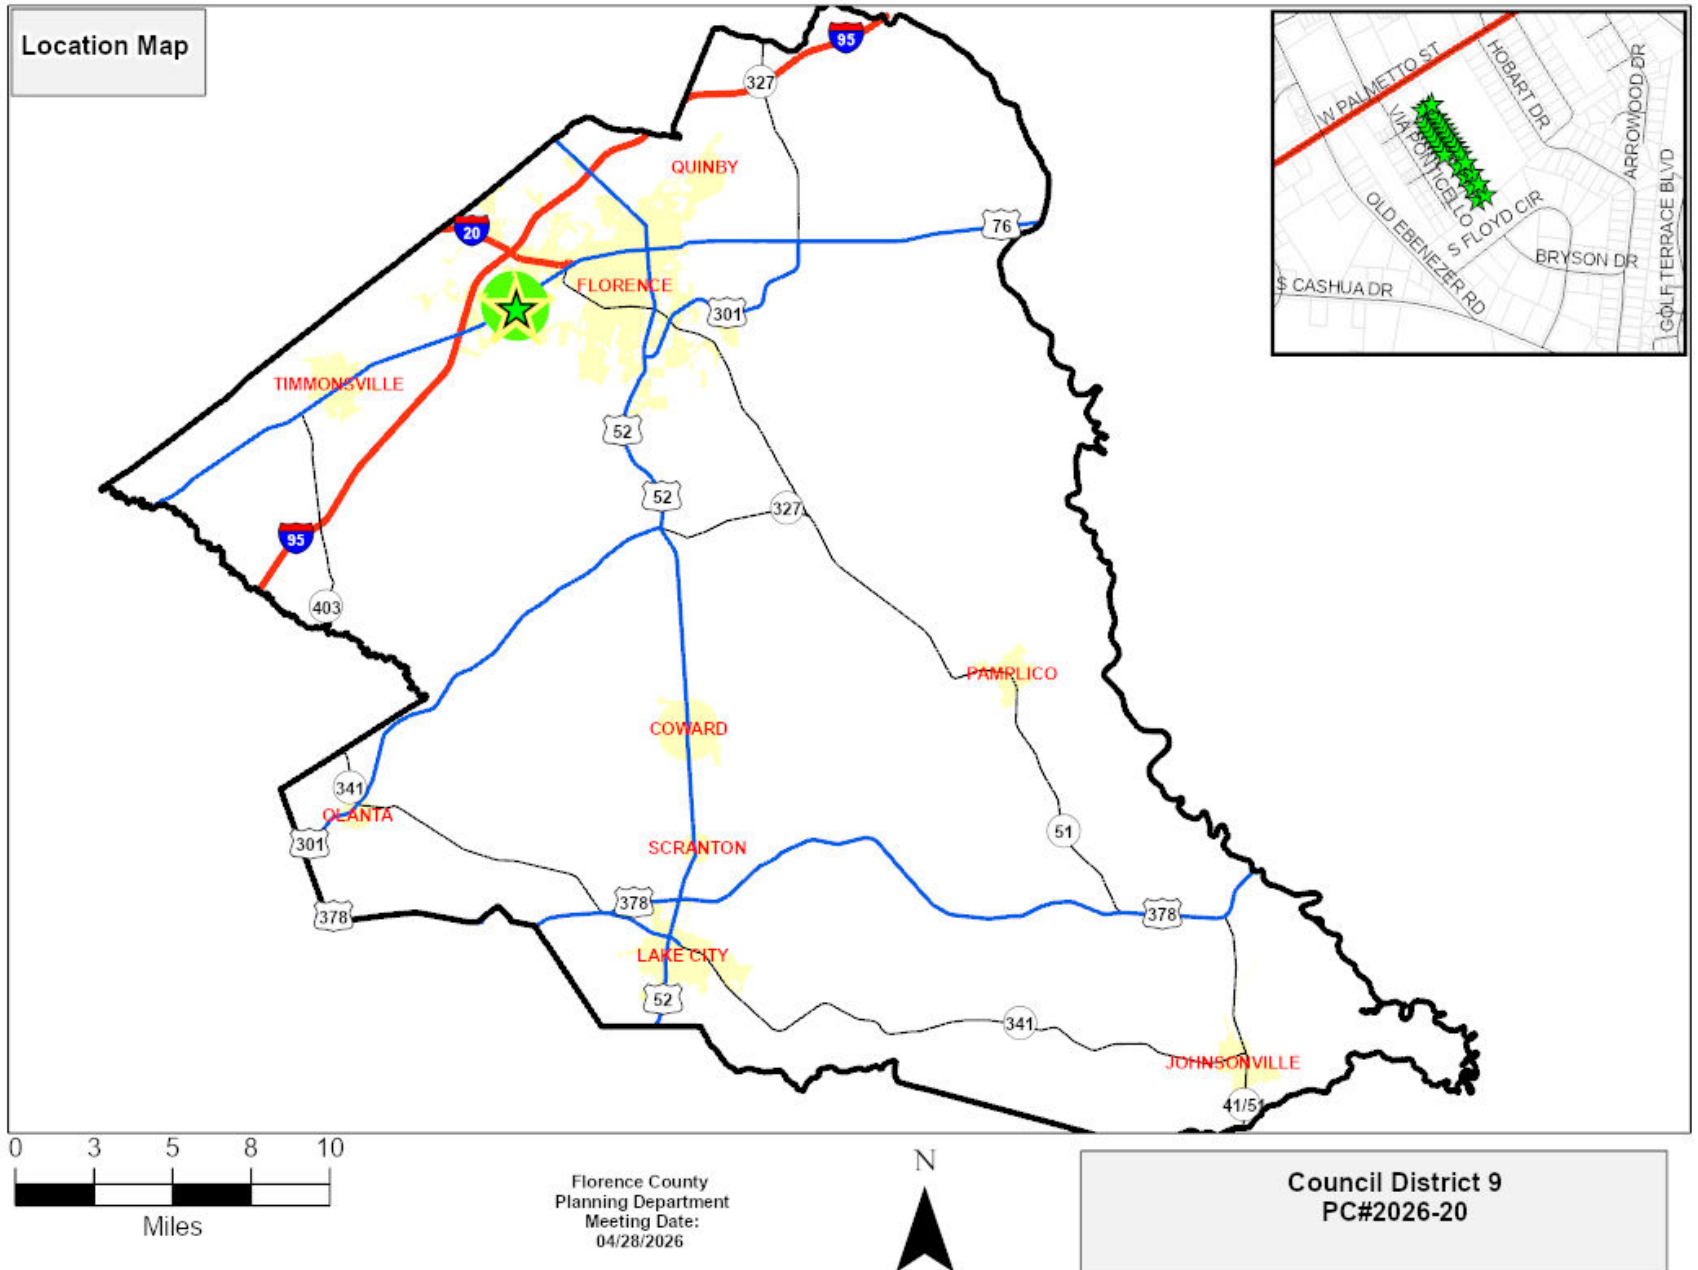 Location Map
95
327
QUINBY
20
76
FLORENCE
301
TIMMONSVILLE
52
52
327
95
403
PAMPLICO
COWARD
341
OLANTA
301
51
SCRANTON
378
378
378
LAKE CITY
52
341
JOHNSONVILLE
41/51
W PALMETTO ST
HOBART DR
ARROWOOD DR
VIA PONTICELLO
OLD EBENEZER RD
S FLOYD CIR
BRYSON DR
GOLF TERRACE BLVD
S CASHUA DR
0 3 5 8 10
Miles
Florence County
Planning Department
Meeting Date:
04/28/2026
N
Council District 9
PC#2026-20